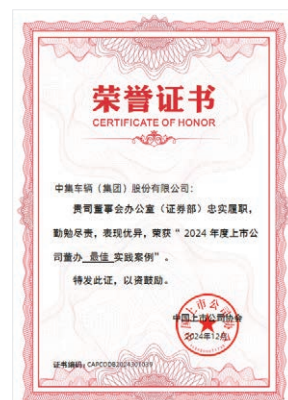 荣誉证书
CERTIFICATE OF HONOR
中集车辆（集团）股份有限公司：
贵司董事会办公室（证券部）忠实履职，
勤勉尽责，表现优异，荣获“2024年度上市公
司董办 最佳 实践案例”。
特发此证，以资鼓励。
中国上市公司协会
2024年12月